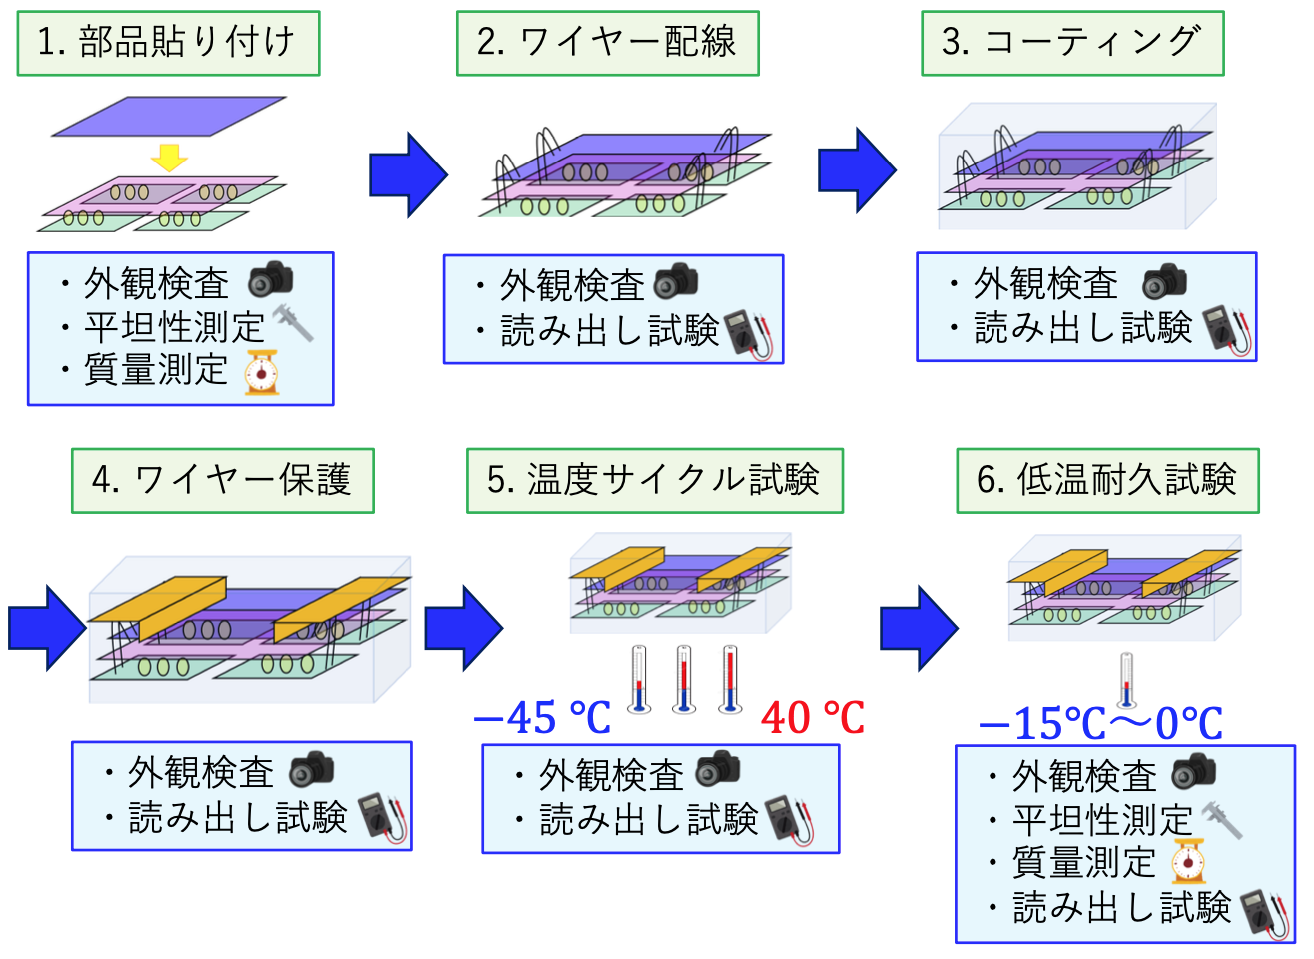 1. 部品貼り付け
2. ワイヤー配線
3. コーティング
・外観検査
・平坦性測定
・質量測定
・外観検査
・読み出し試験
・外観検査
・読み出し試験
4. ワイヤー保護
5. 温度サイクル試験
6. 低温耐久試験
−45 ℃
40 ℃
−15℃〜0℃
・外観検査
・読み出し試験
・外観検査
・読み出し試験
・外観検査
・平坦性測定
・質量測定
・読み出し試験